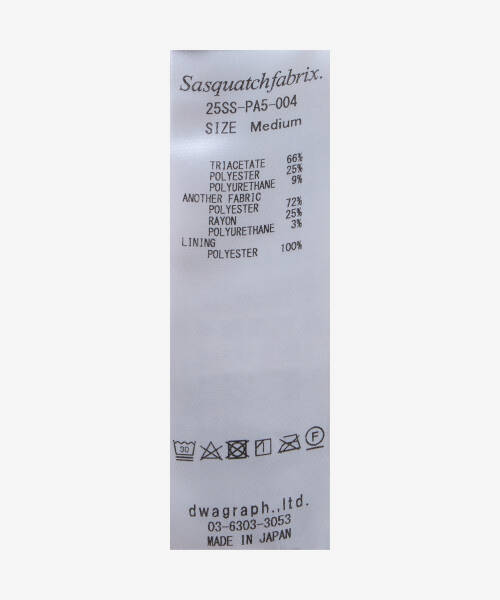 Sasquatchfabrix.
25SS-PA5-004
SIZE Medium
TRIACETATE 66%
POLYESTER 25%
POLYURETHANE 9%
ANOTHER FABRIC
POLYESTER 72%
RAYON 25%
POLYURETHANE 3%
LINING
POLYESTER 100%
30
F
dwagraph.,ltd.
03-6303-3053
MADE IN JAPAN